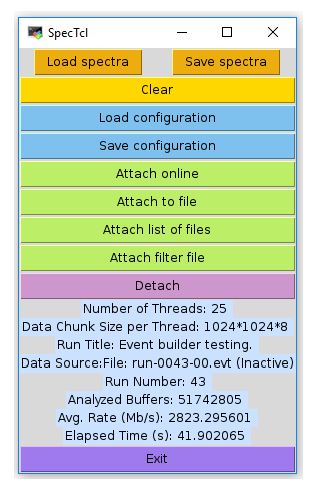 SpecTcl
Load spectra Save spectra
Clear
Load configuration
Save configuration
Attach online
Attach to file
Attach list of files
Attach filter file
Detach
Number of Threads: 25
Data Chunk Size per Thread: 1024*1024*8
Run Title: Event builder testing.
Data Source:File: run-0043-00.evt (Inactive)
Run Number: 43
Analyzed Buffers: 51742805
Avg. Rate (Mb/s): 2823.295601
Elapsed Time (s): 41.902065
Exit